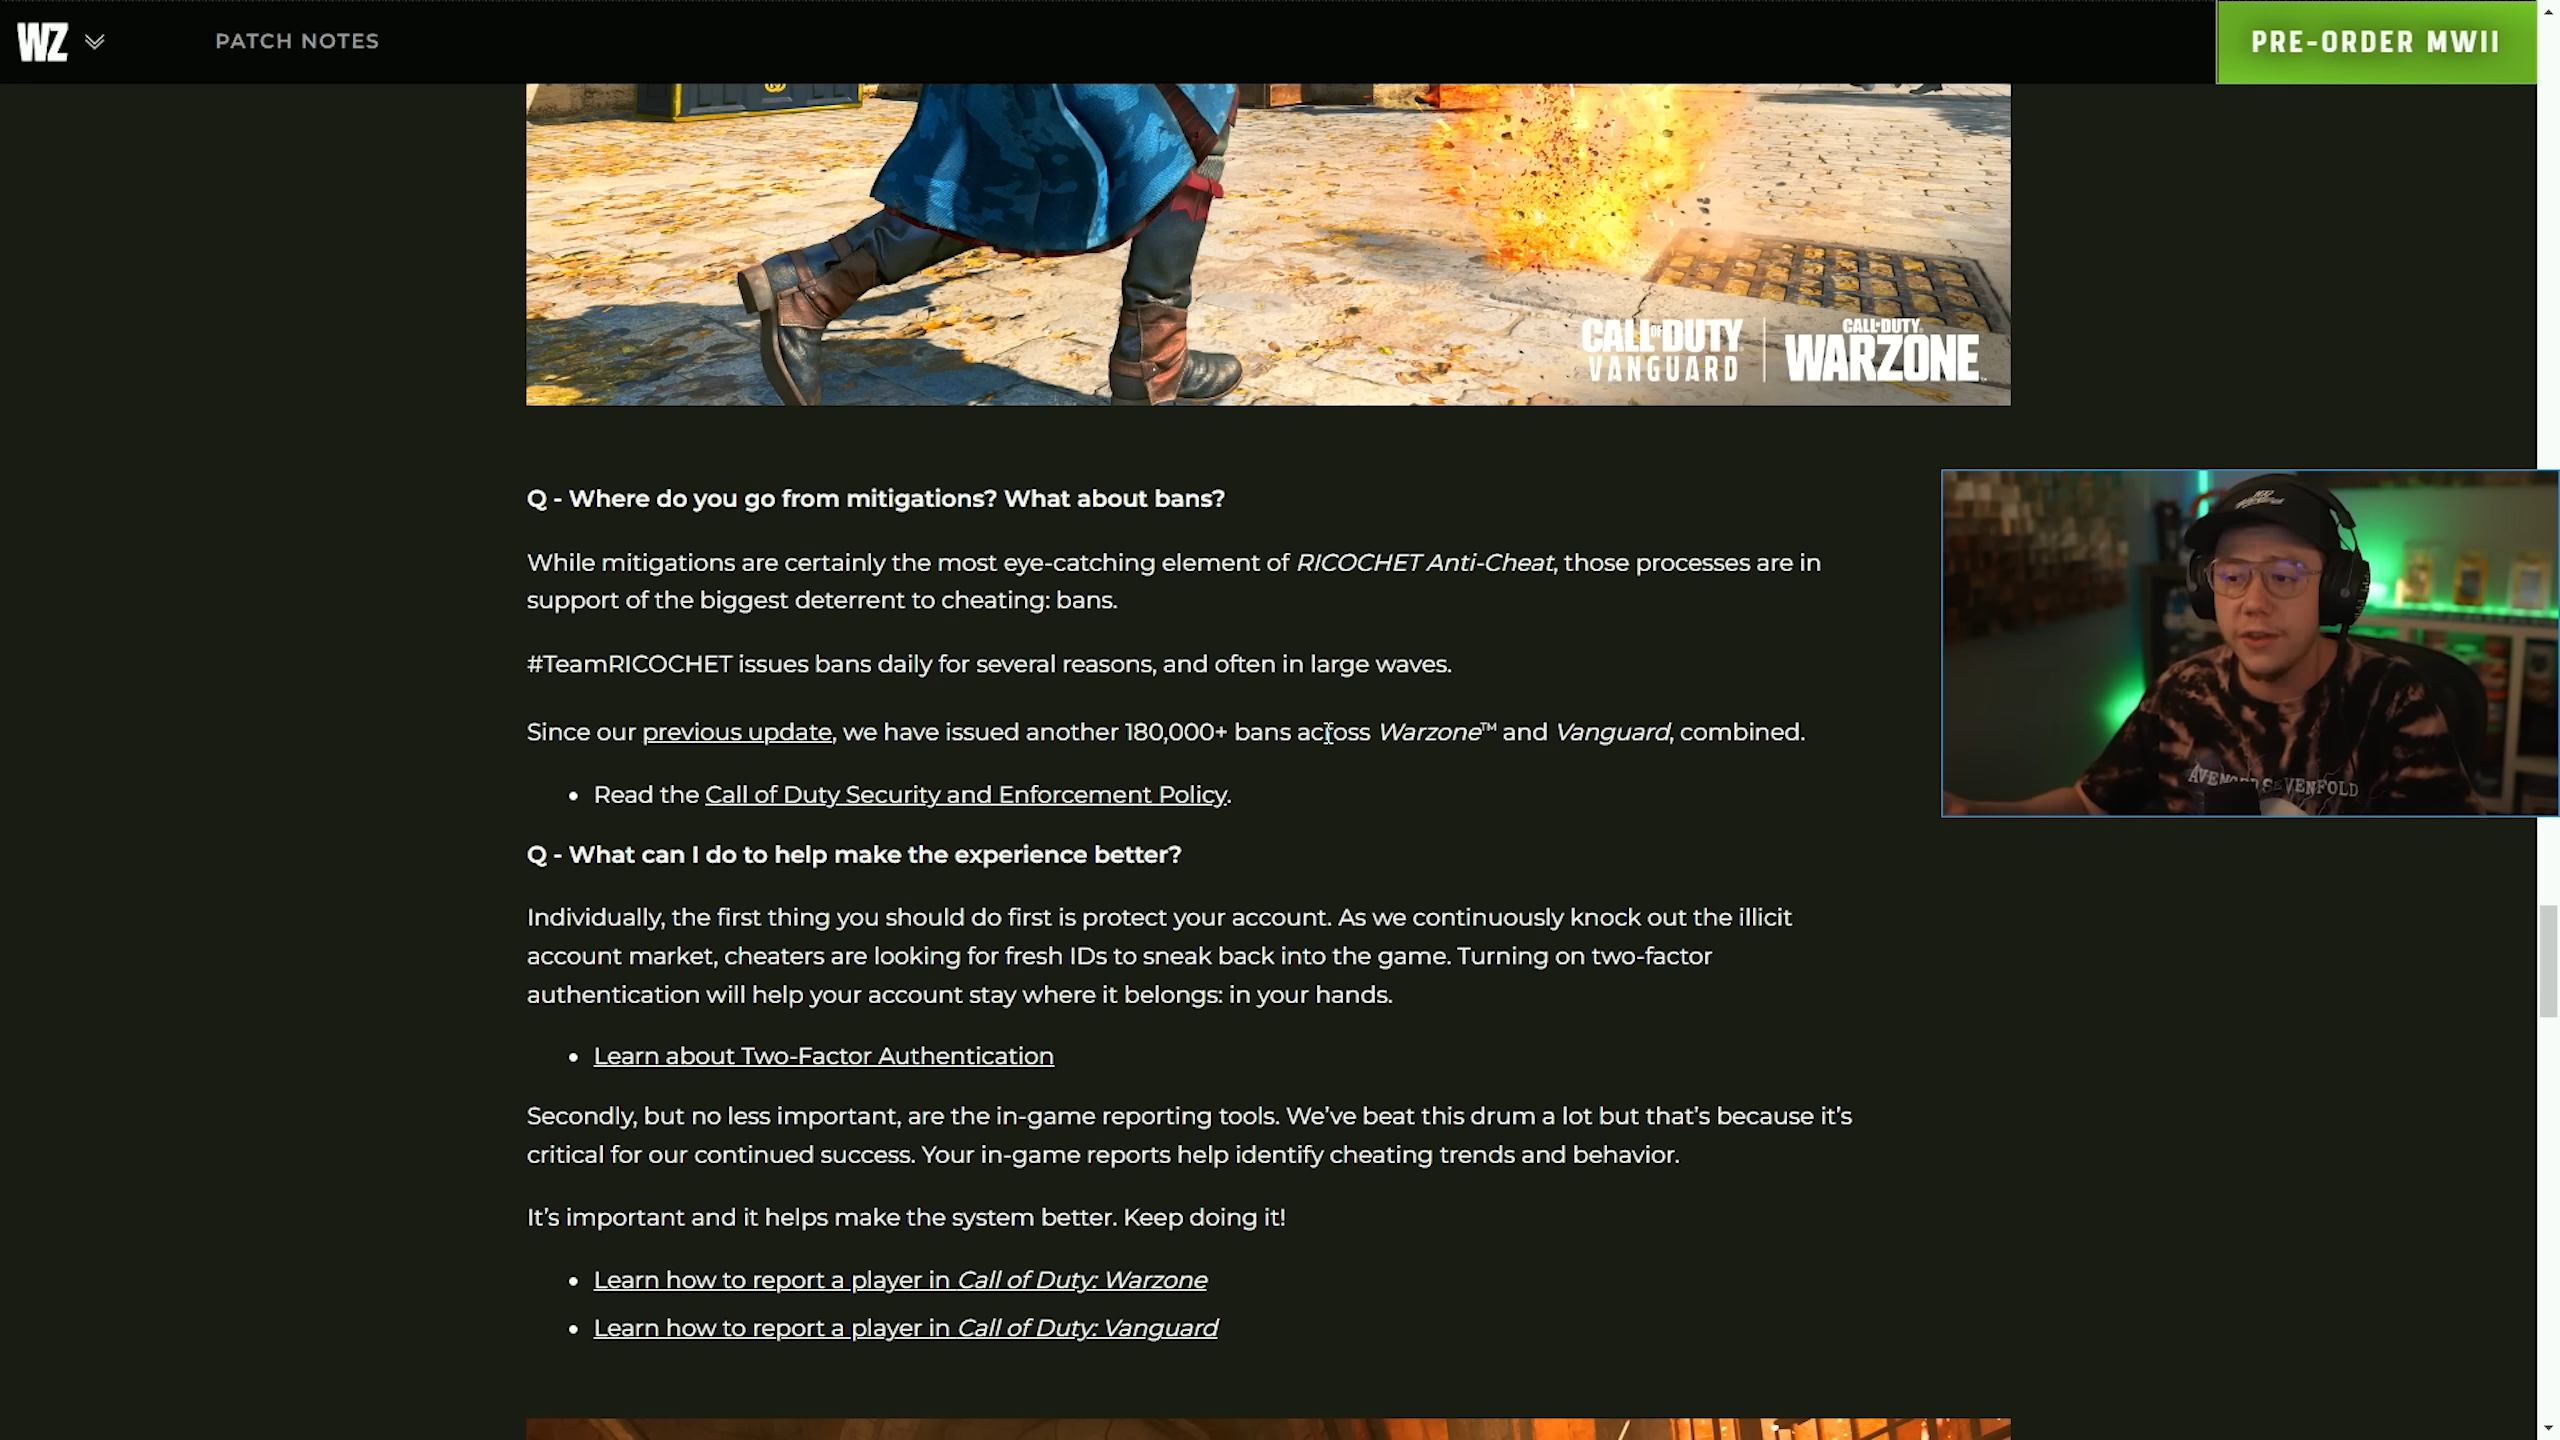 WZ
PATCH NOTES
PRE-ORDER MWII
CALL OF DUTY
VANGUARD
CALL OF DUTY
WARZONE
Q - Where do you go from mitigations? What about bans?
While mitigations are certainly the most eye-catching element of RICOCHET Anti-Cheat, those processes are in
support of the biggest deterrent to cheating: bans.
#TeamRICOCHET issues bans daily for several reasons, and often in large waves.
Since our previous update, we have issued another 180,000+ bans across Warzone™ and Vanguard, combined.
• Read the Call of Duty Security and Enforcement Policy.
Q - What can I do to help make the experience better?
Individually, the first thing you should do first is protect your account. As we continuously knock out the illicit
account market, cheaters are looking for fresh IDs to sneak back into the game. Turning on two-factor
authentication will help your account stay where it belongs: in your hands.
• Learn about Two-Factor Authentication
Secondly, but no less important, are the in-game reporting tools. We've beat this drum a lot but that's because it's
critical for our continued success. Your in-game reports help identify cheating trends and behavior.
It's important and it helps make the system better. Keep doing it!
• Learn how to report a player in Call of Duty: Warzone
• Learn how to report a player in Call of Duty: Vanguard
AVENGED SEVENFOLD